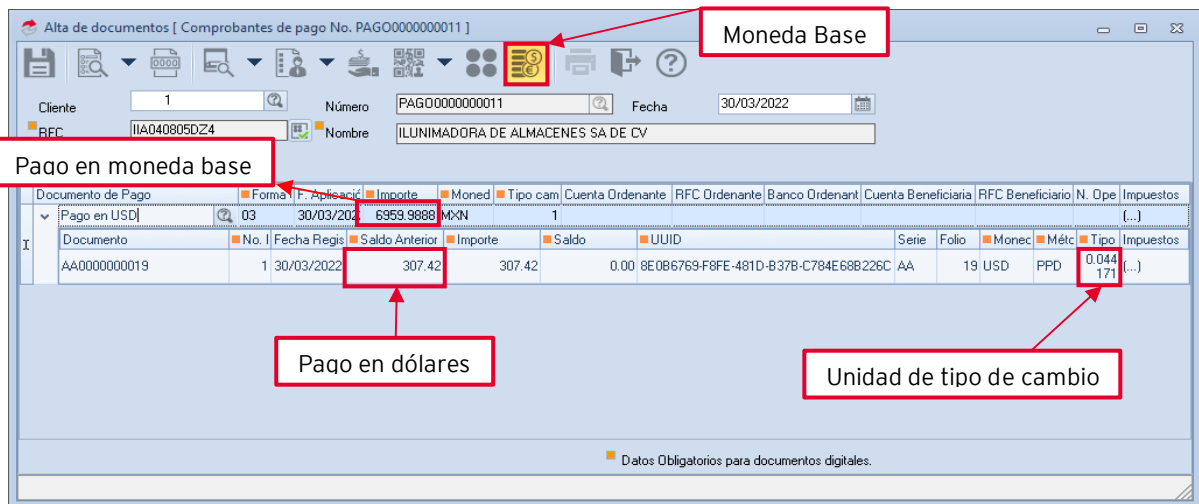 Alta de documentos [ Comprobantes de pago No. PAGO0000000011 ]
Moneda Base
0000
Cliente 1 Número PAGO0000000011 Fecha 30/03/2022
RFC IIA040805DZ4 Nombre ILUNIMADORA DE ALMACENES SA DE CV
Pago en moneda base
Documento de Pago Forma F. Aplicació Importe Moned Tipo cam Cuenta Ordenante RFC Ordenante Banco Ordenant Cuenta Beneficiaria RFC Beneficiario N. Ope Impuestos
Pago en USD 03 30/03/202 6959.9888 MXN 1 (...)
Documento No. I Fecha Regis Saldo Anterior Importe Saldo UUID Serie Folio Monec Métc Tipo Impuestos
AA0000000019 1 30/03/2022 307.42 307.42 0.00 8E0B6769-F8FE-481D-B37B-C784E68B226C AA 19 USD PPD 0.044 (...)
171
Pago en dólares
Unidad de tipo de cambio
Datos Obligatorios para documentos digitales.